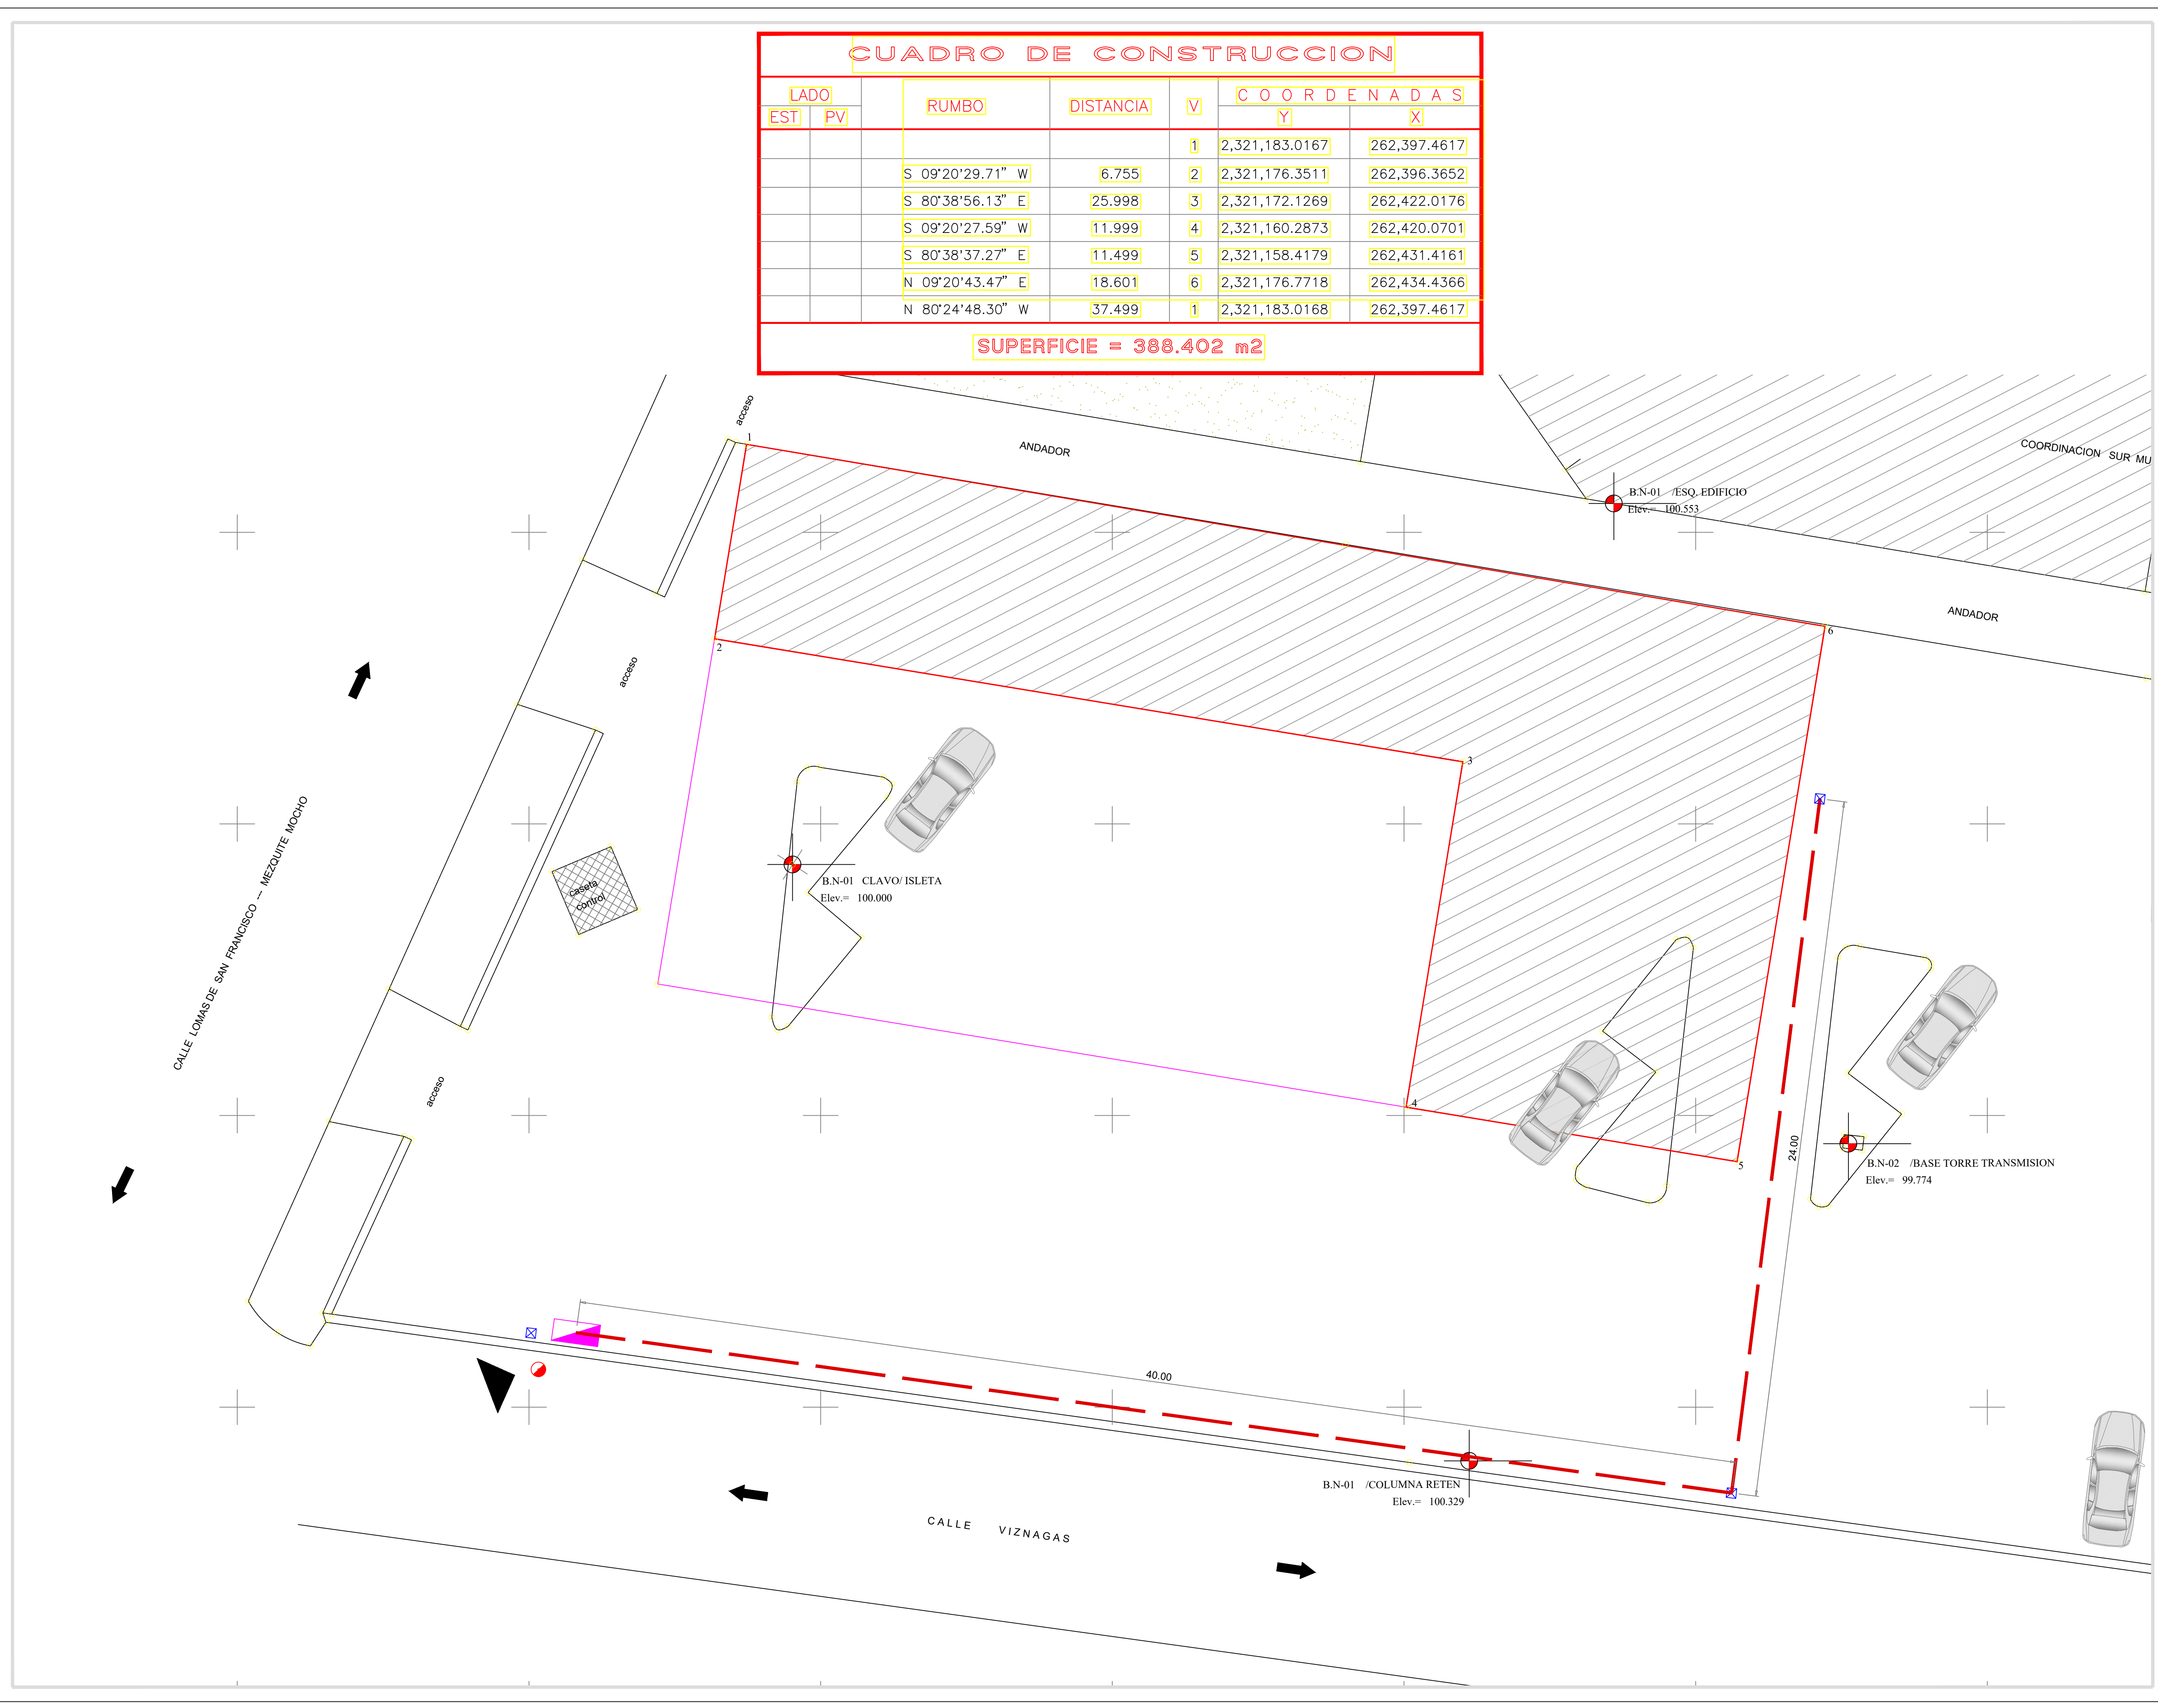 CUADRO DE CONSTRUCCION
LADO RUMBO DISTANCIA V C O O R D E N A D A S
EST PV Y X
1 2,321,183.0167 262,397.4617
S 09°20'29.71" W 6.755 2 2,321,176.3511 262,396.3652
S 80°38'56.13" E 25.998 3 2,321,172.1269 262,422.0176
S 09°20'27.59" W 11.999 4 2,321,160.2873 262,420.0701
S 80°38'37.27" E 11.499 5 2,321,158.4179 262,431.4161
N 09°20'43.47" E 18.601 6 2,321,176.7718 262,434.4366
N 80°24'48.30" W 37.499 1 2,321,183.0168 262,397.4617
SUPERFICIE = 388.402 m2
acceso
1
ANDADOR
COORDINACION SUR MU
B.N-01 /ESQ. EDIFICIO
Elev.= 100.553
ANDADOR
6
2
acceso
3
CALLE LOMAS DE SAN FRANCISCO --- MEZQUITE MOCHO
caseta
control
B.N-01 CLAVO/ ISLETA
Elev.= 100.000
acceso
4
5
24.00
B.N-02 /BASE TORRE TRANSMISION
Elev.= 99.774
40.00
B.N-01 /COLUMNA RETEN
Elev.= 100.329
CALLE VIZNAGAS